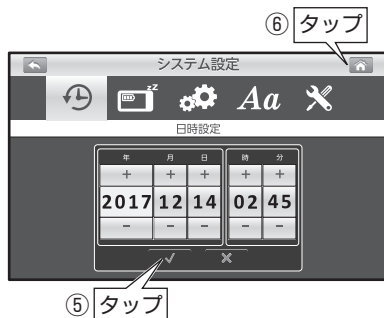 ⑥ タップ
システム設定
zz
Aa
日時設定
年 月 日 時 分
+ + + + +
2017 12 14 02 45
− − − − −
⑤ タップ